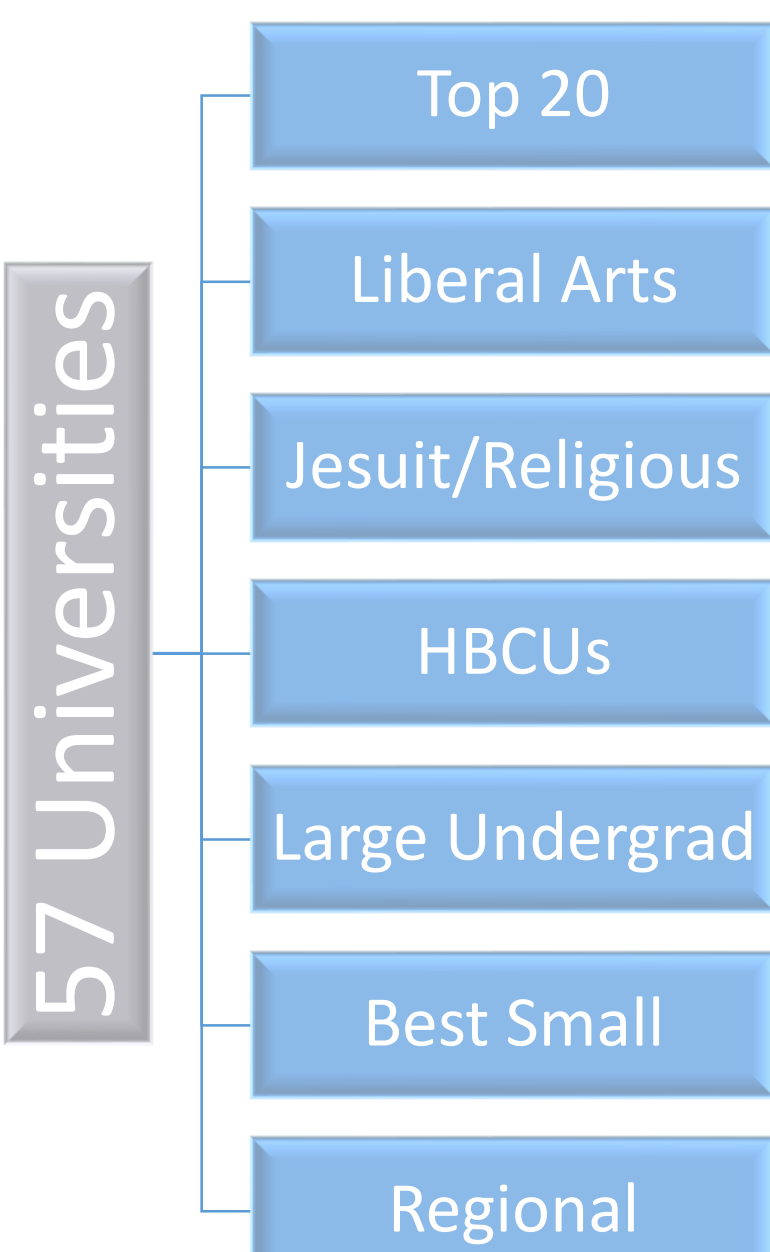 57 Universities
Top 20
Liberal Arts
Jesuit/Religious
HBCUs
Large Undergrad
Best Small
Regional